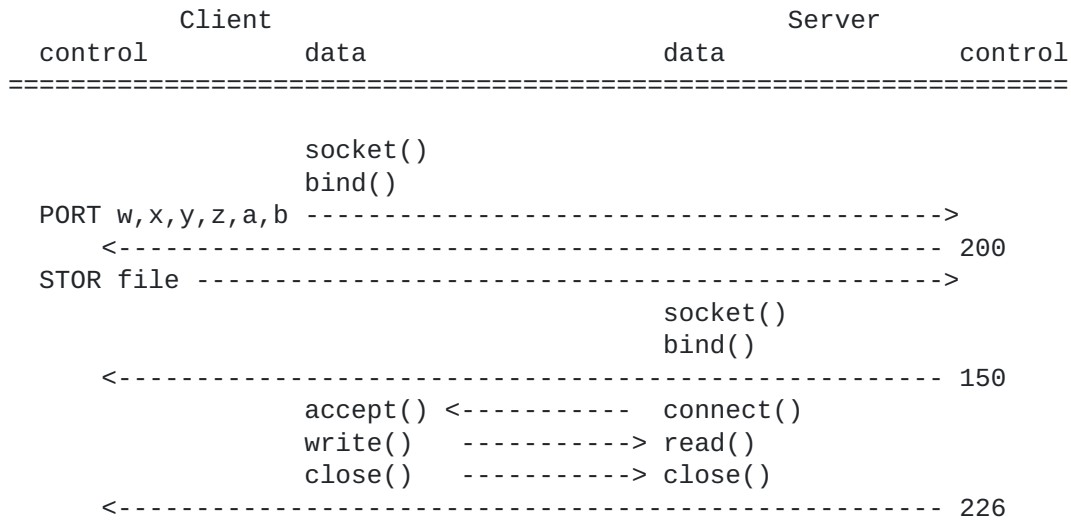 Client                                 Server
  control          data                   data               control
====================================================================

                   socket()
                   bind()
  PORT w,x,y,z,a,b ----------------------------------------->
      <----------------------------------------------------- 200
  STOR file ------------------------------------------------>
                                          socket()
                                          bind()
      <----------------------------------------------------- 150
                   accept() <-----------  connect()
                   write()   -----------> read()
                   close()   -----------> close()
      <----------------------------------------------------- 226